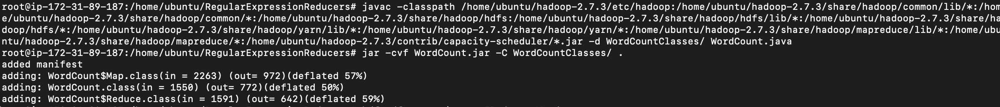 root@ip-172-31-89-187:/home/ubuntu/RegularExpressionReducers# javac -classpath /home/ubuntu/hadoop-2.7.3/etc/hadoop:/home/ubuntu/hadoop-2.7.3/share/hadoop/common/lib/*:/hom
e/ubuntu/hadoop-2.7.3/share/hadoop/common/*:/home/ubuntu/hadoop-2.7.3/share/hadoop/hdfs:/home/ubuntu/hadoop-2.7.3/share/hadoop/hdfs/lib/*:/home/ubuntu/hadoop-2.7.3/share/ha
doop/hdfs/*:/home/ubuntu/hadoop-2.7.3/share/hadoop/yarn/lib/*:/home/ubuntu/hadoop-2.7.3/share/hadoop/yarn/*:/home/ubuntu/hadoop-2.7.3/share/hadoop/mapreduce/lib/*:/home/ubu
ntu/hadoop-2.7.3/share/hadoop/mapreduce/*:/home/ubuntu/hadoop-2.7.3/contrib/capacity-scheduler/*.jar -d WordCountClasses/ WordCount.java
root@ip-172-31-89-187:/home/ubuntu/RegularExpressionReducers# jar -cvf WordCount.jar -C WordCountClasses/ .
added manifest
adding: WordCount$Map.class(in = 2263) (out= 972)(deflated 57%)
adding: WordCount.class(in = 1550) (out= 772)(deflated 50%)
adding: WordCount$Reduce.class(in = 1591) (out= 642)(deflated 59%)